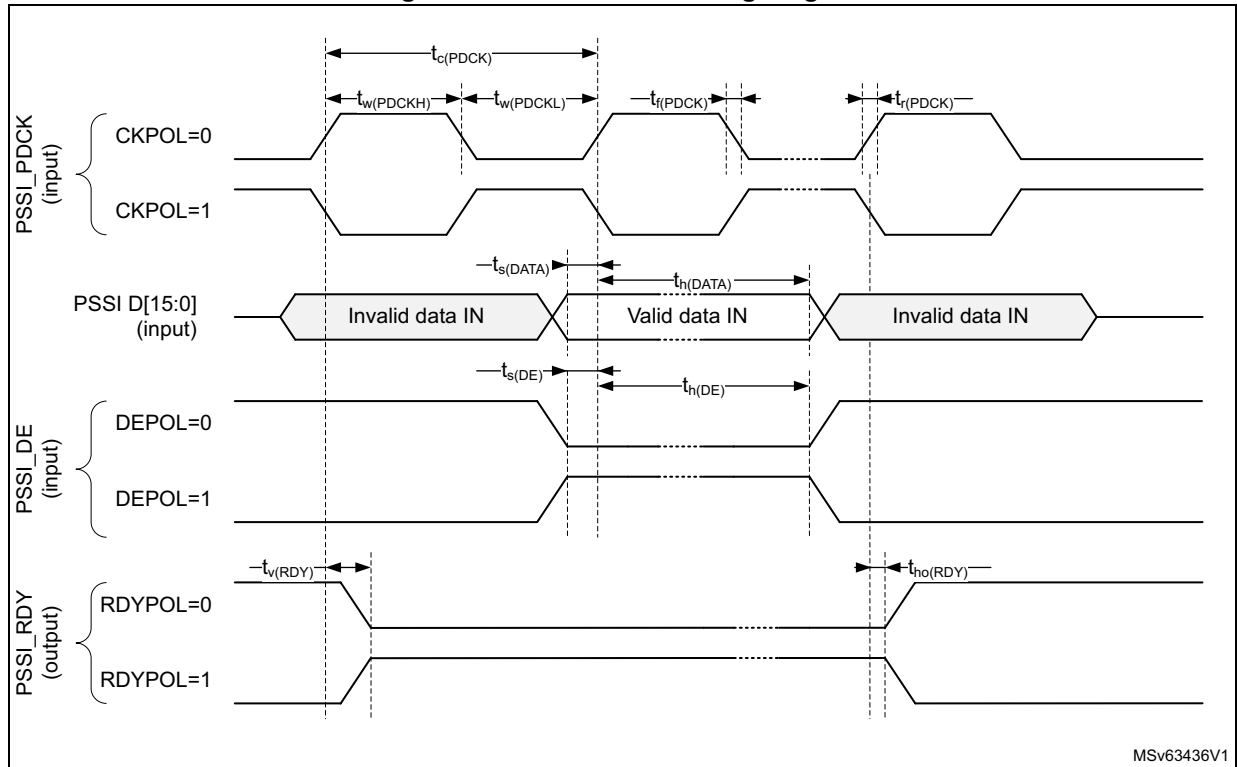 tc(PDCK)
tw(PDCKH)
tw(PDCKL)
tf(PDCK)
tr(PDCK)
PSSI_PDCK
(input)
CKPOL=0
CKPOL=1
ts(DATA)
th(DATA)
PSSI D[15:0]
(input)
Invalid data IN
Valid data IN
Invalid data IN
ts(DE)
th(DE)
PSSI_DE
(input)
DEPOL=0
DEPOL=1
tv(RDY)
tho(RDY)
PSSI_RDY
(output)
RDYPOL=0
RDYPOL=1
MSv63436V1